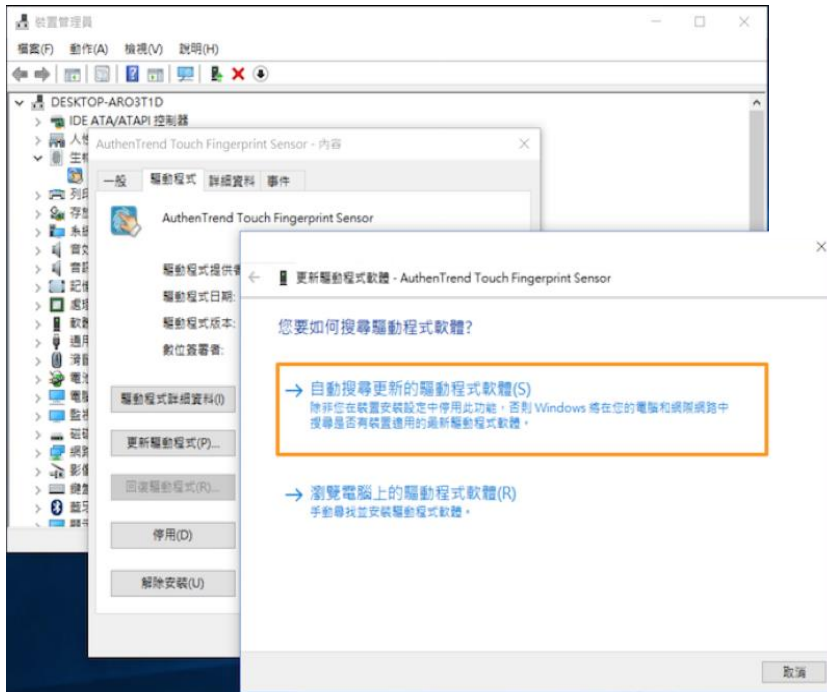 裝置管理員
檔案(F) 動作(A) 檢視(V) 說明(H)
DESKTOP-ARO3T1D
IDE ATA/ATAPI 控制器
AuthenTrend Touch Fingerprint Sensor - 內容
一般 驅動程式 詳細資料 事件
AuthenTrend Touch Fingerprint Sensor
驅動程式提供者
驅動程式日期:
驅動程式版本:
數位簽署者:
驅動程式詳細資料(I)
更新驅動程式(P)...
回復驅動程式(R)...
停用(D)
解除安裝(U)
更新驅動程式軟體 - AuthenTrend Touch Fingerprint Sensor
您要如何搜尋驅動程式軟體?
自動搜尋更新的驅動程式軟體(S)
除非您在裝置安裝設定中停用此功能，否則 Windows 將在您的電腦和網際網路中
搜尋是否有裝置適用的最新驅動程式軟體。
瀏覽電腦上的驅動程式軟體(R)
手動尋找並安裝驅動程式軟體。
取消